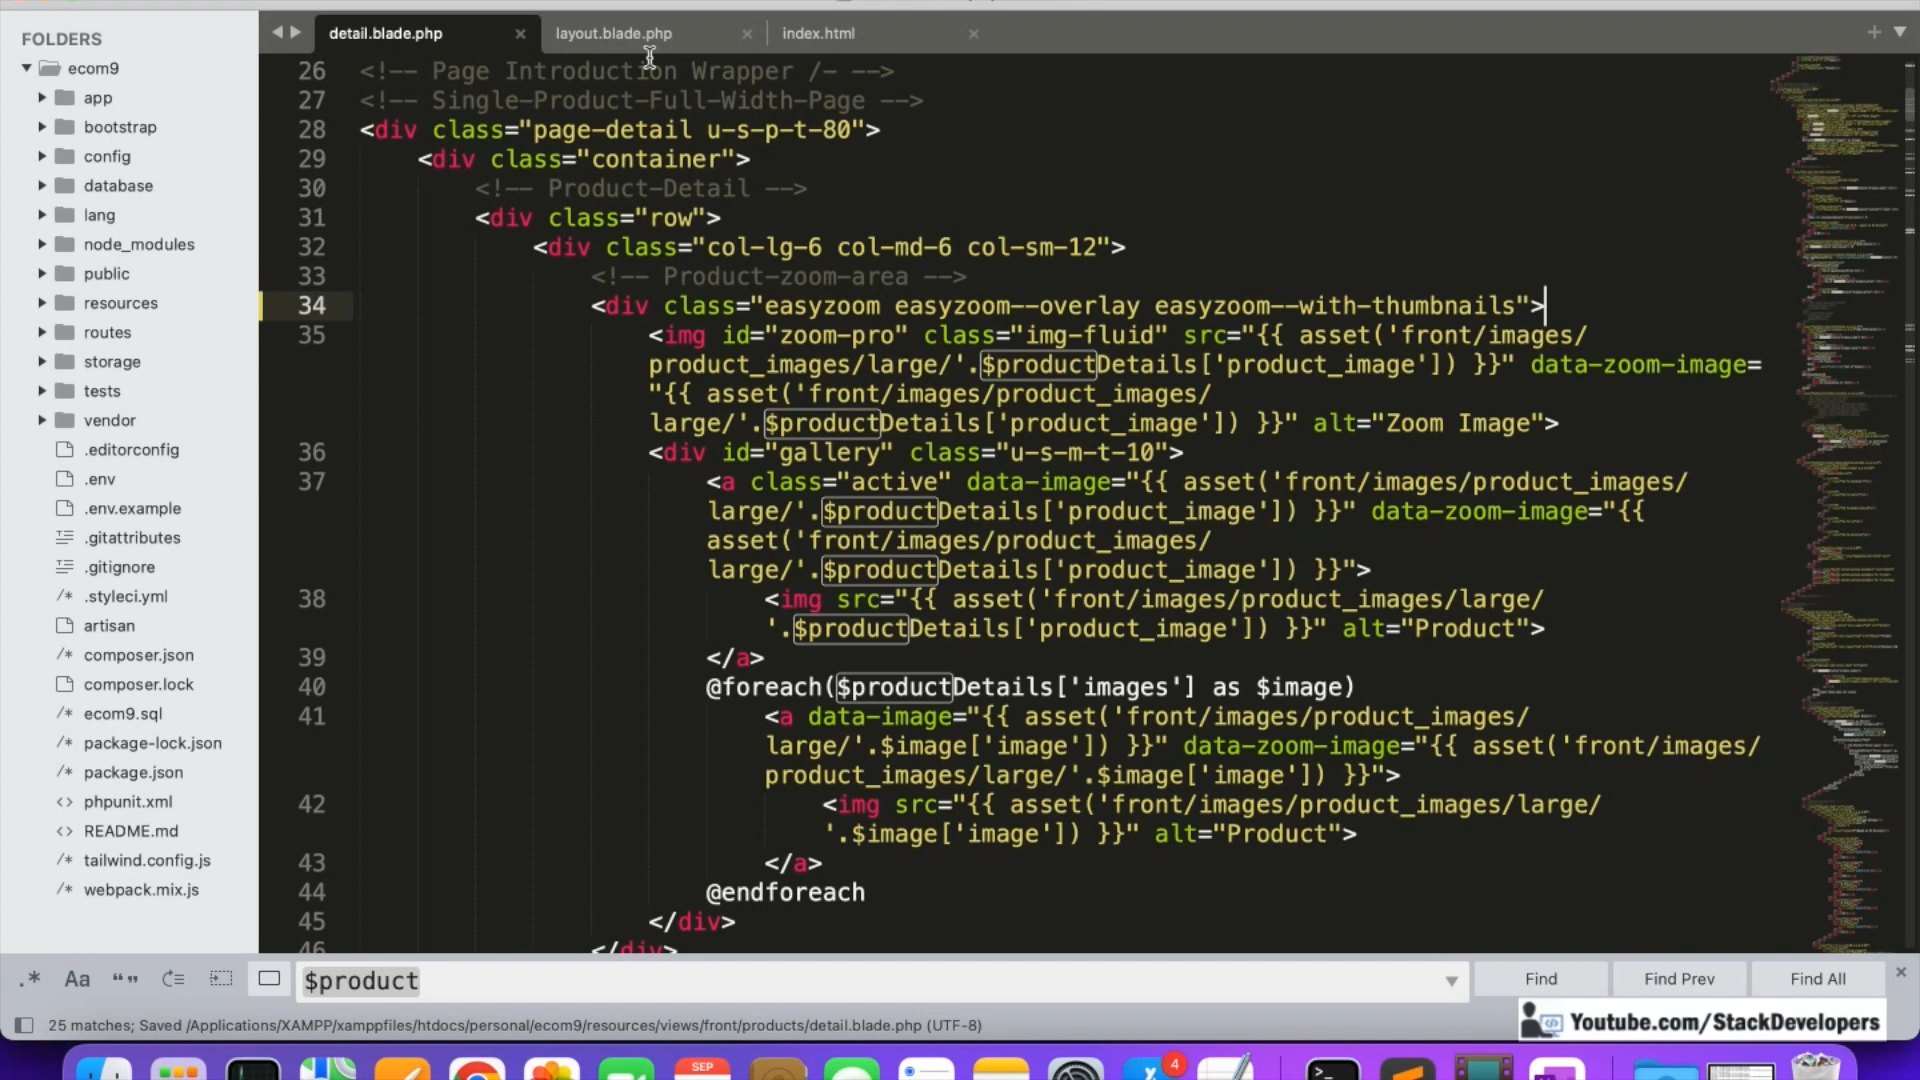 FOLDERS
ecom9
app
bootstrap
config
database
lang
node_modules
public
resources
routes
storage
tests
vendor
.editorconfig
.env
.env.example
.gitattributes
.gitignore
/* .styleci.yml
artisan
/* composer.json
composer.lock
/* ecom9.sql
/* package-lock.json
/* package.json
<> phpunit.xml
<> README.md
/* tailwind.config.js
/* webpack.mix.js
detail.blade.php × layout.blade.php × index.html ×
26 <!-- Page Introduction Wrapper /- -->
27 <!-- Single-Product-Full-Width-Page -->
28 <div class="page-detail u-s-p-t-80">
29 <div class="container">
30 <!-- Product-Detail -->
31 <div class="row">
32 <div class="col-lg-6 col-md-6 col-sm-12">
33 <!-- Product-zoom-area -->
34 <div class="easyzoom easyzoom--overlay easyzoom--with-thumbnails">
35 <img id="zoom-pro" class="img-fluid" src="{{ asset('front/images/
product_images/large/'.$productDetails['product_image']) }}" data-zoom-image=
"{{ asset('front/images/product_images/
large/'.$productDetails['product_image']) }}" alt="Zoom Image">
36 <div id="gallery" class="u-s-m-t-10">
37 <a class="active" data-image="{{ asset('front/images/product_images/
large/'.$productDetails['product_image']) }}" data-zoom-image="{{
asset('front/images/product_images/
large/'.$productDetails['product_image']) }}">
38 <img src="{{ asset('front/images/product_images/large/
'.$productDetails['product_image']) }}" alt="Product">
39 </a>
40 @foreach($productDetails['images'] as $image)
41 <a data-image="{{ asset('front/images/product_images/
large/'.$image['image']) }}" data-zoom-image="{{ asset('front/images/
product_images/large/'.$image['image']) }}">
42 <img src="{{ asset('front/images/product_images/large/
'.$image['image']) }}" alt="Product">
43 </a>
44 @endforeach
45 </div>
46 </div>
.* Aa “” $product Find Find Prev Find All ×
25 matches; Saved /Applications/XAMPP/xamppfiles/htdocs/personal/ecom9/resources/views/front/products/detail.blade.php (UTF-8)
Youtube.com/StackDevelopers
SEP
4